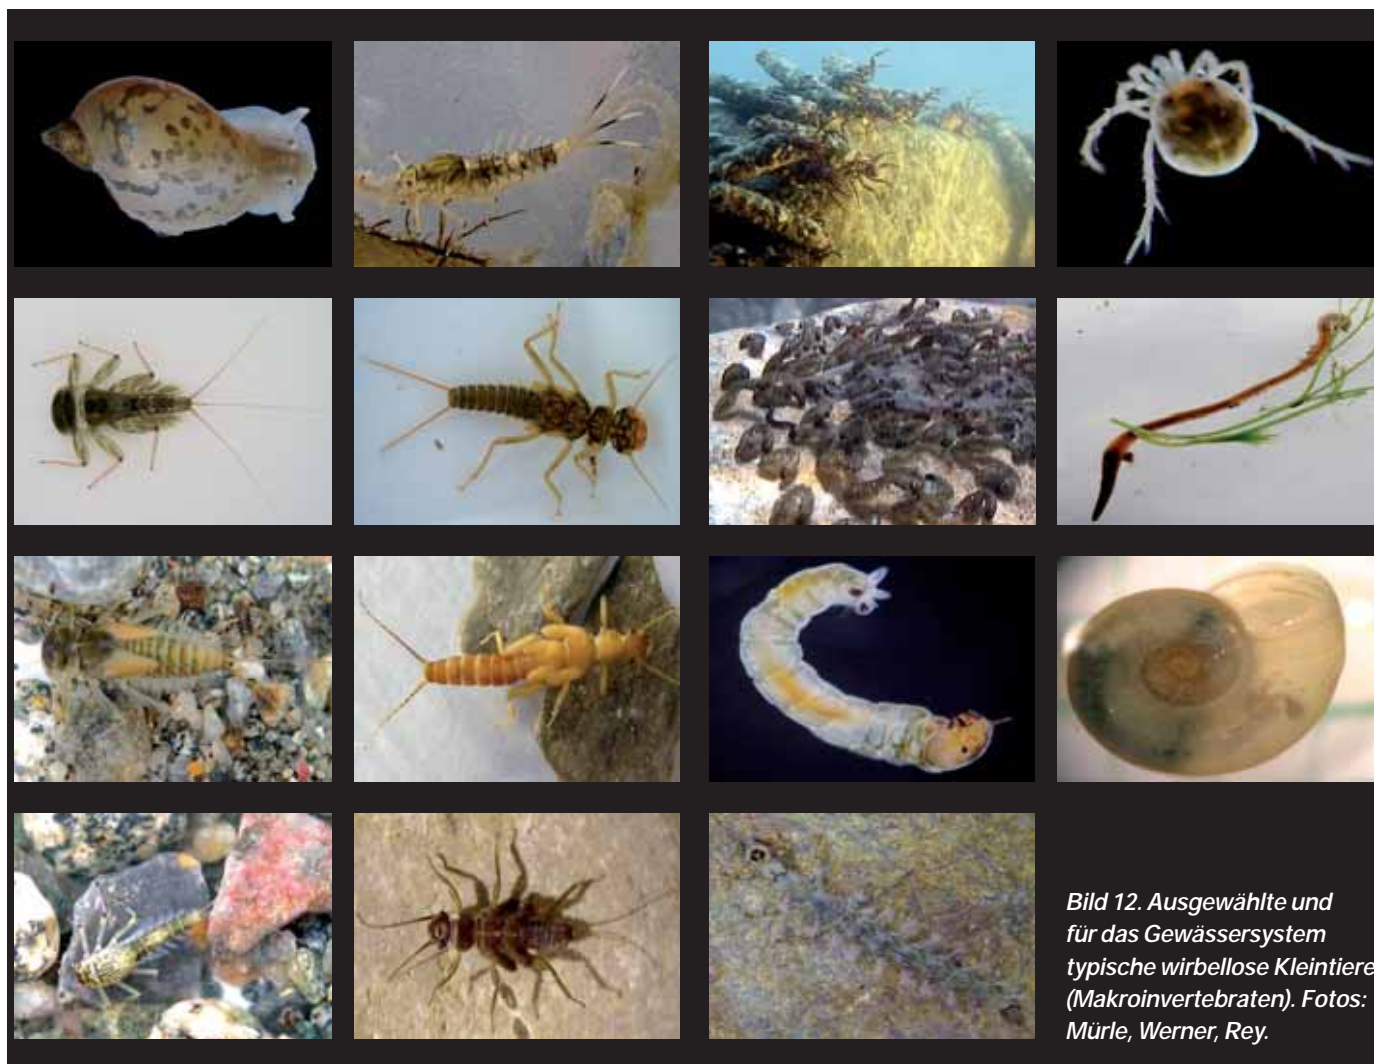 Bild 12. Ausgewählte und
für das Gewässersystem
typische wirbellose Kleintiere
(Makroinvertebraten). Fotos:
Mürle, Werner, Rey.